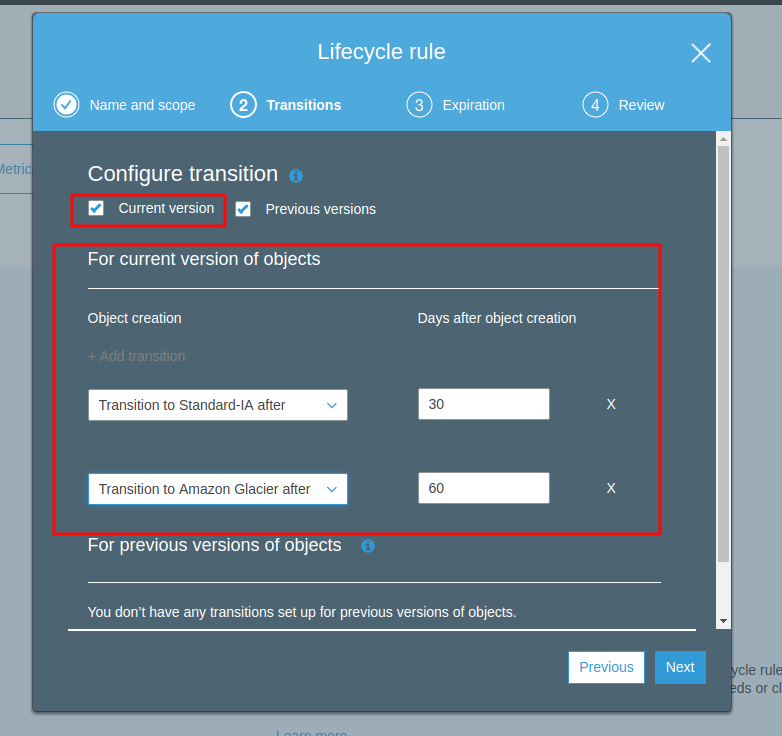 Lifecycle rule
Name and scope
2 Transitions
3 Expiration
4 Review
Metric
Configure transition i
Current version
Previous versions
For current version of objects
Object creation Days after object creation
+ Add transition
Transition to Standard-IA after 30 X
Transition to Amazon Glacier after 60 X
For previous versions of objects i
You don’t have any transitions set up for previous versions of objects.
Previous Next
ycle rule
eds or cl
Learn more